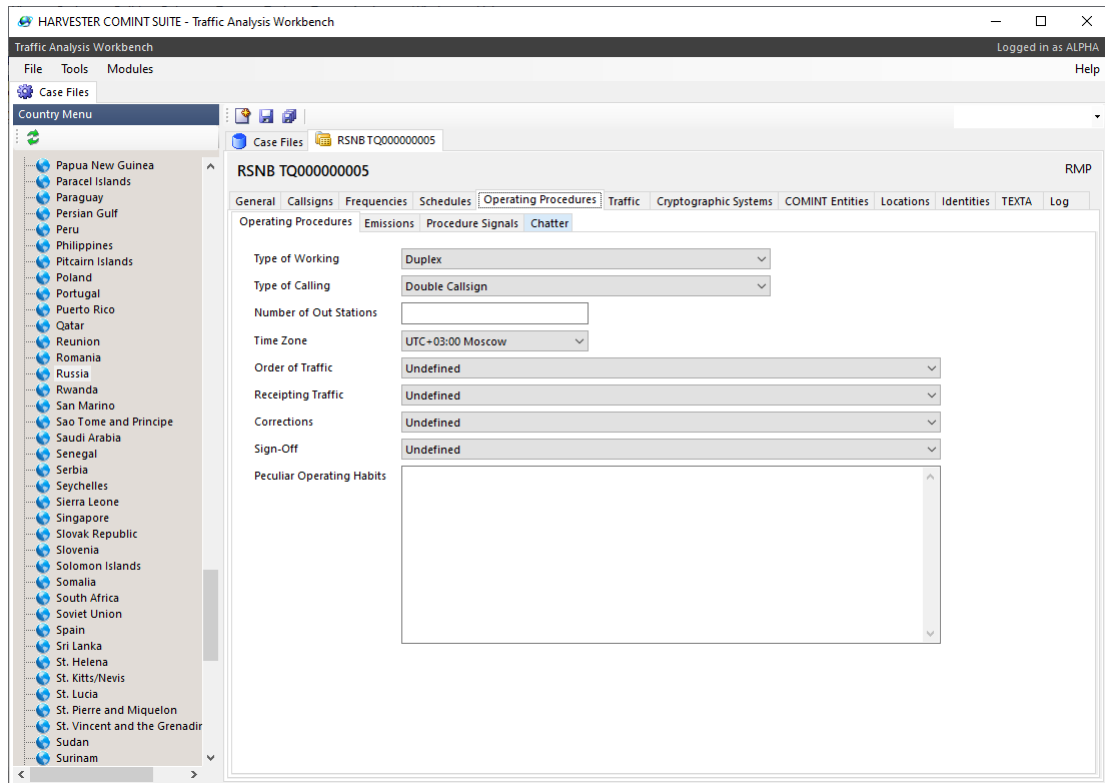 HARVESTER COMINT SUITE - Traffic Analysis Workbench
Traffic Analysis Workbench Logged in as ALPHA
File Tools Modules Help
Case Files
Country Menu
Papua New Guinea
Paracel Islands
Paraguay
Persian Gulf
Peru
Philippines
Pitcairn Islands
Poland
Portugal
Puerto Rico
Qatar
Reunion
Romania
Russia
Rwanda
San Marino
Sao Tome and Principe
Saudi Arabia
Senegal
Serbia
Seychelles
Sierra Leone
Singapore
Slovak Republic
Slovenia
Solomon Islands
Somalia
South Africa
Soviet Union
Spain
Sri Lanka
St. Helena
St. Kitts/Nevis
St. Lucia
St. Pierre and Miquelon
St. Vincent and the Grenadir
Sudan
Surinam
Case Files RSNB TQ000000005
RSNB TQ000000005 RMP
General Callsigns Frequencies Schedules Operating Procedures Traffic Cryptographic Systems COMINT Entities Locations Identities TEXTA Log
Operating Procedures Emissions Procedure Signals Chatter
Type of Working Duplex
Type of Calling Double Callsign
Number of Out Stations
Time Zone UTC+03:00 Moscow
Order of Traffic Undefined
Receipting Traffic Undefined
Corrections Undefined
Sign-Off Undefined
Peculiar Operating Habits